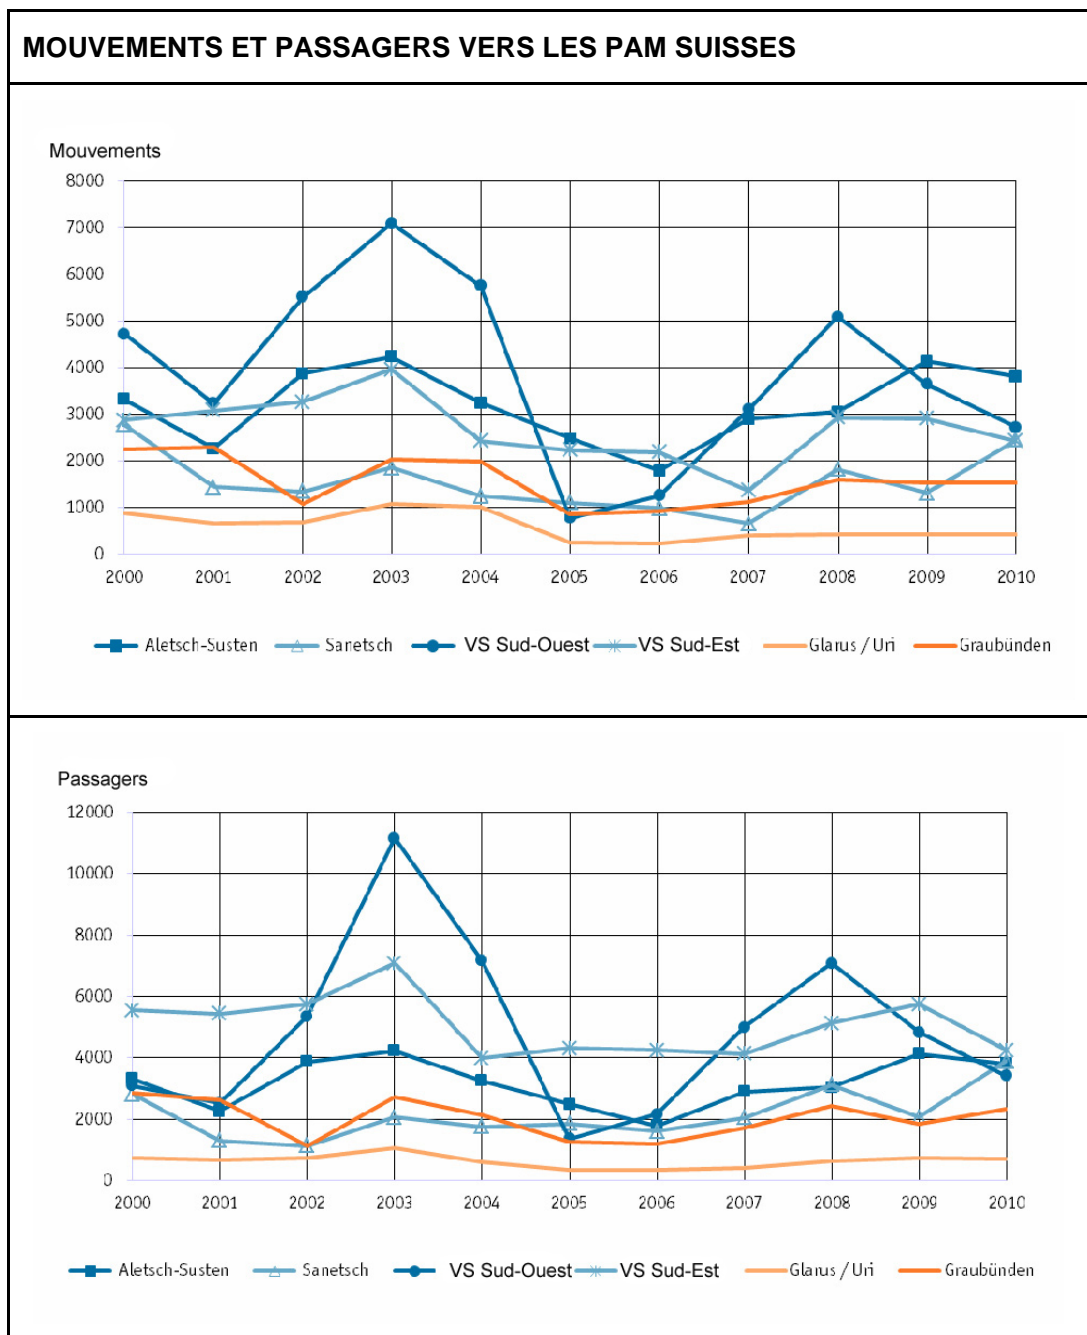 MOUVEMENTS ET PASSAGERS VERS LES PAM SUISSES
Mouvements
8000
7000
6000
5000
4000
3000
2000
1000
0
2000 2001 2002 2003 2004 2005 2006 2007 2008 2009 2010
Aletsch-Susten Sanetsch VS Sud-Ouest VS Sud-Est Glarus / Uri Graubünden
Passagers
12000
10000
8000
6000
4000
2000
0
2000 2001 2002 2003 2004 2005 2006 2007 2008 2009 2010
Aletsch-Susten Sanetsch VS Sud-Ouest VS Sud-Est Glarus / Uri Graubünden